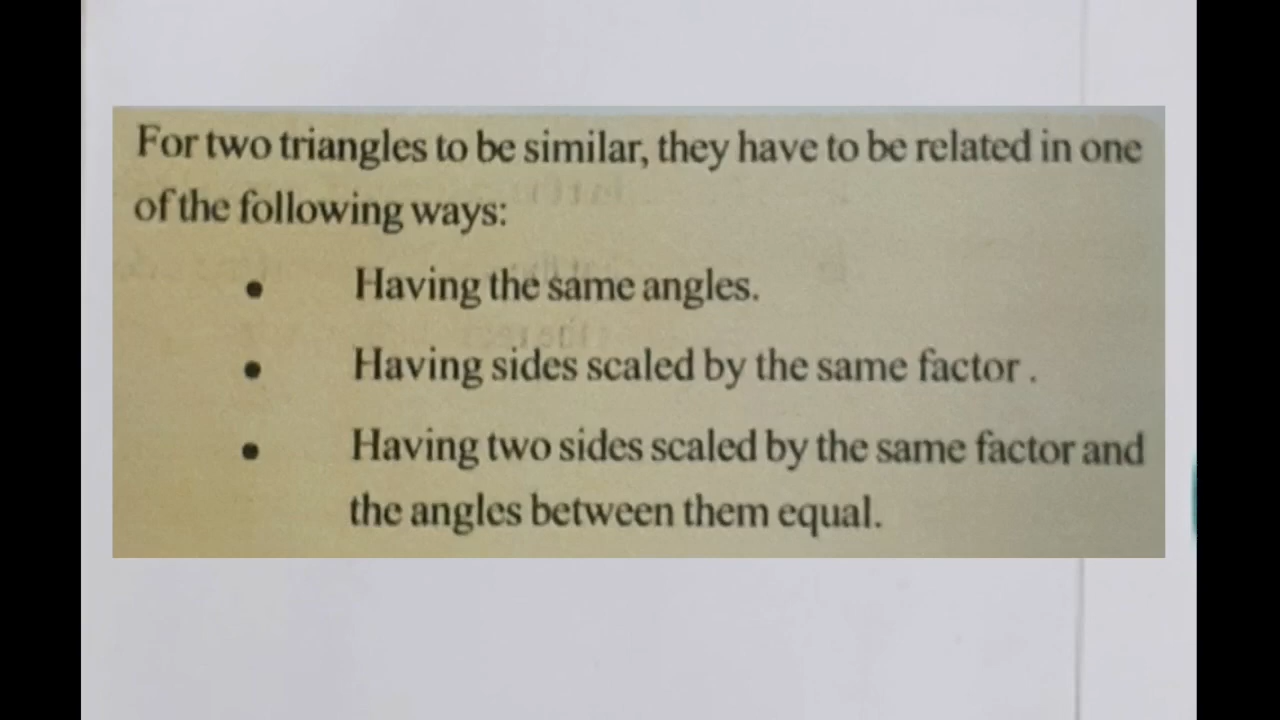 For two triangles to be similar, they have to be related in one
of the following ways:
• Having the same angles.
• Having sides scaled by the same factor .
• Having two sides scaled by the same factor and
the angles between them equal.